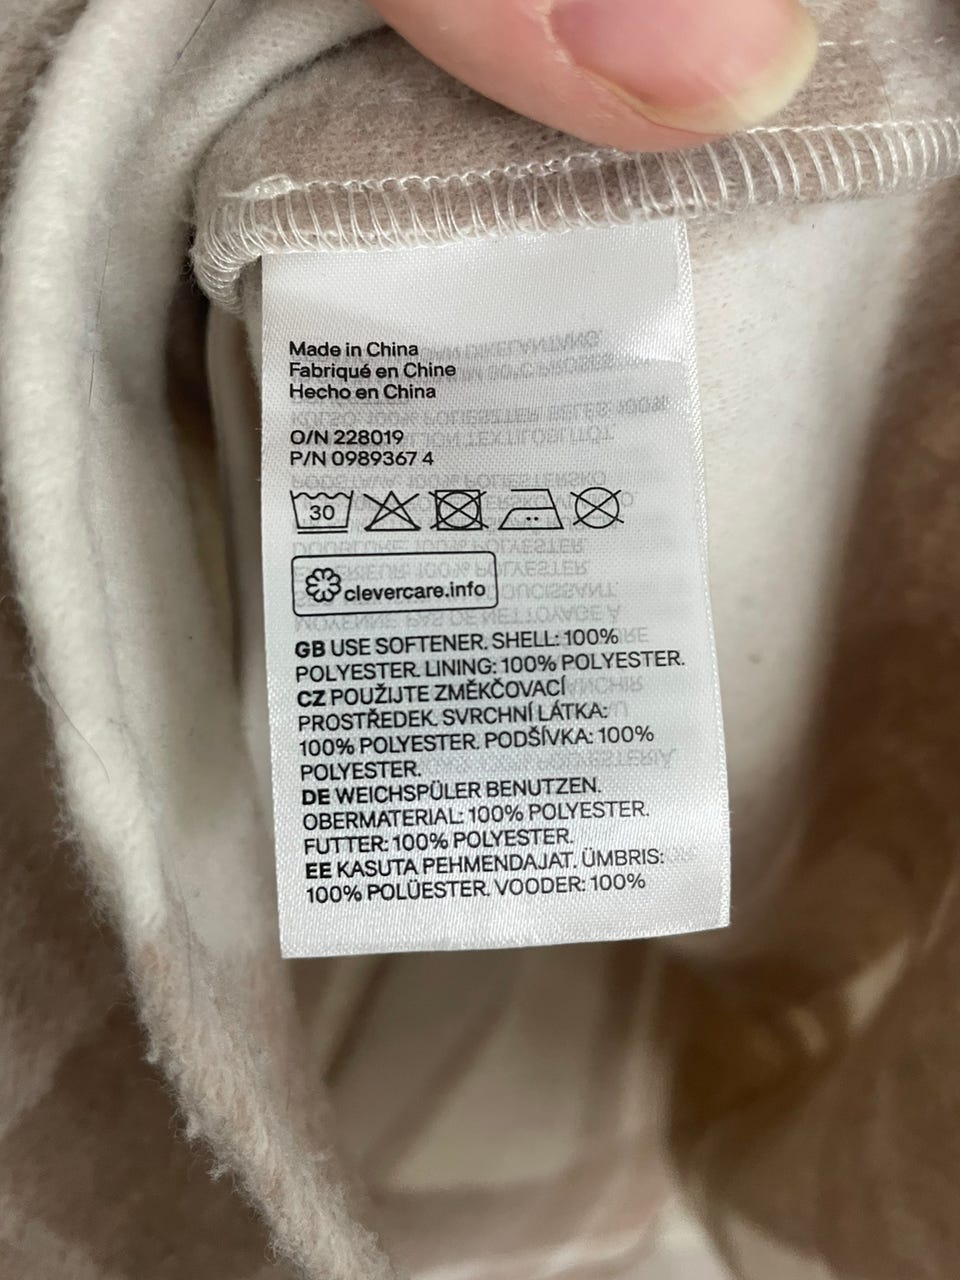 Made in China
Fabriqué en Chine
Hecho en China
O/N 228019
P/N 0989367 4
30
clevercare.info
GB USE SOFTENER. SHELL: 100%
POLYESTER. LINING: 100% POLYESTER.
CZ POUŽIJTE ZMĚKČOVACÍ
PROSTŘEDEK. SVRCHNÍ LÁTKA:
100% POLYESTER. PODŠÍVKA: 100%
POLYESTER.
DE WEICHSPÜLER BENUTZEN.
OBERMATERIAL: 100% POLYESTER.
FUTTER: 100% POLYESTER.
EE KASUTA PEHMENDAJAT. ÜMBRIS:
100% POLÜESTER. VOODER: 100%